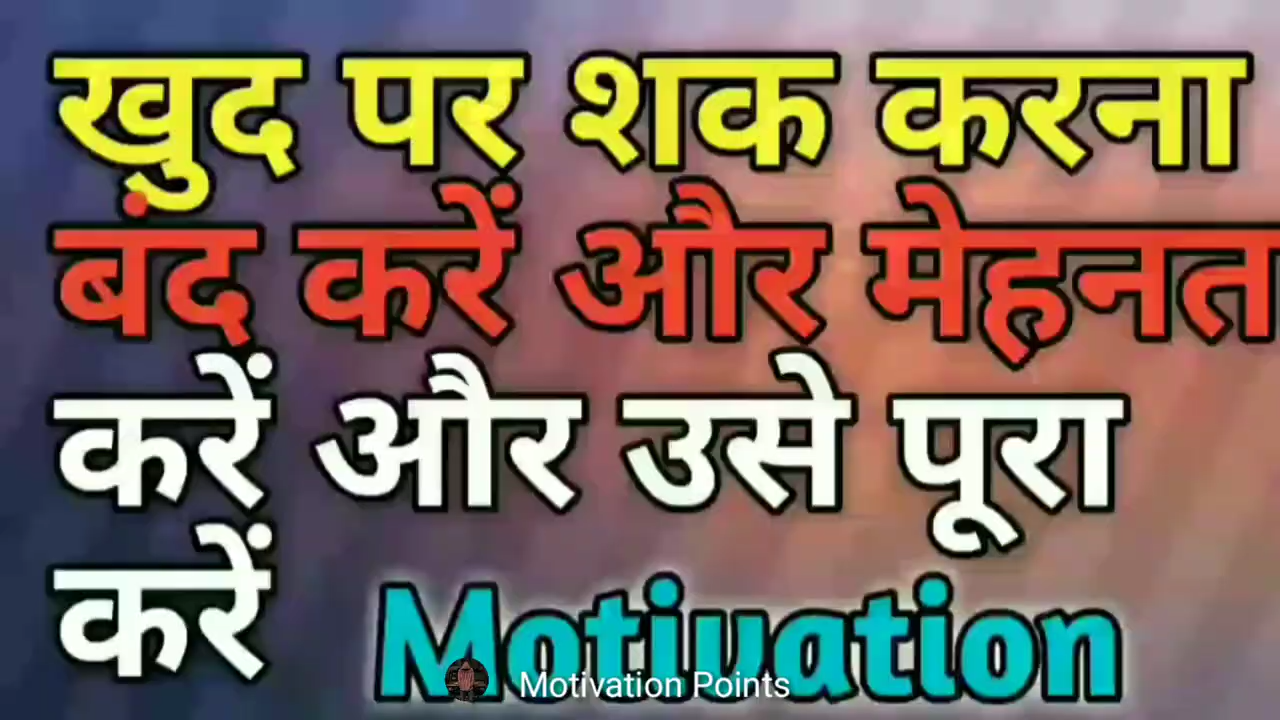 खुद पर शक करना
बंद करें और मेहनत
करें और उसे पूरा
करें
Motivation
Motivation Points